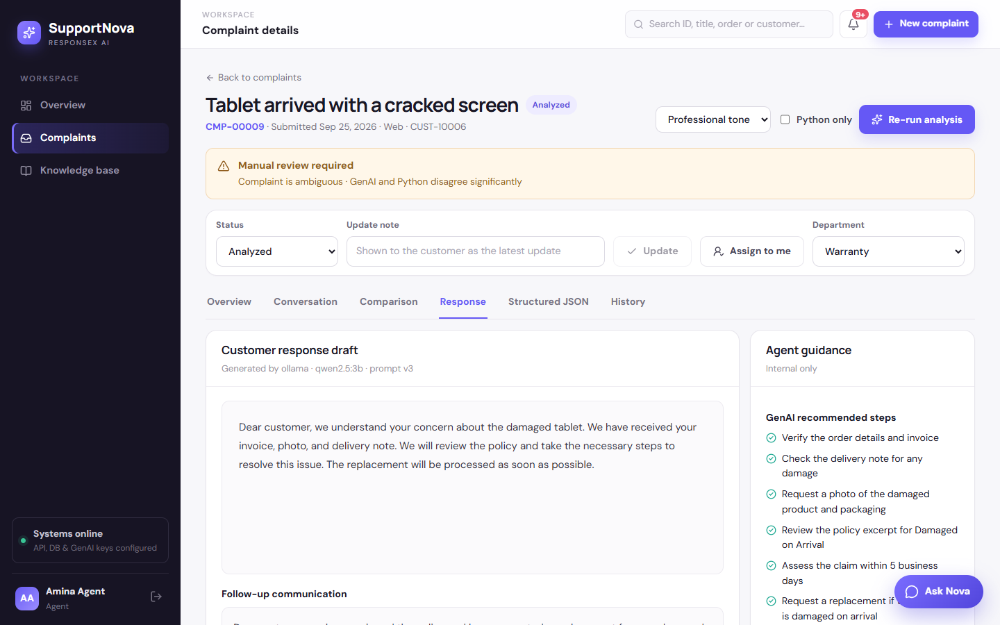 SupportNova
RESPONSEX AI
WORKSPACE
Overview
Complaints
Knowledge base
Systems online
API, DB & GenAI keys configured
AA
Amina Agent
Agent
WORKSPACE
Complaint details
Search ID, title, order or customer...
9+
New complaint
Back to complaints
Tablet arrived with a cracked screen
Analyzed
CMP-00009 · Submitted Sep 25, 2026 · Web · CUST-10006
Professional tone
Python only
Re-run analysis
Manual review required
Complaint is ambiguous · GenAI and Python disagree significantly
Status
Update note
Department
Analyzed
Shown to the customer as the latest update
Update
Assign to me
Warranty
Overview
Conversation
Comparison
Response
Structured JSON
History
Customer response draft
Generated by ollama · qwen2.5:3b · prompt v3
Dear customer, we understand your concern about the damaged tablet. We have received your
invoice, photo, and delivery note. We will review the policy and take the necessary steps to
resolve this issue. The replacement will be processed as soon as possible.
Follow-up communication
Agent guidance
Internal only
GenAI recommended steps
Verify the order details and invoice
Check the delivery note for any
damage
Request a photo of the damaged
product and packaging
Review the policy excerpt for Damaged
on Arrival
Assess the claim within 5 business
days
Request a replacement if
is damaged on arrival
Ask Nova